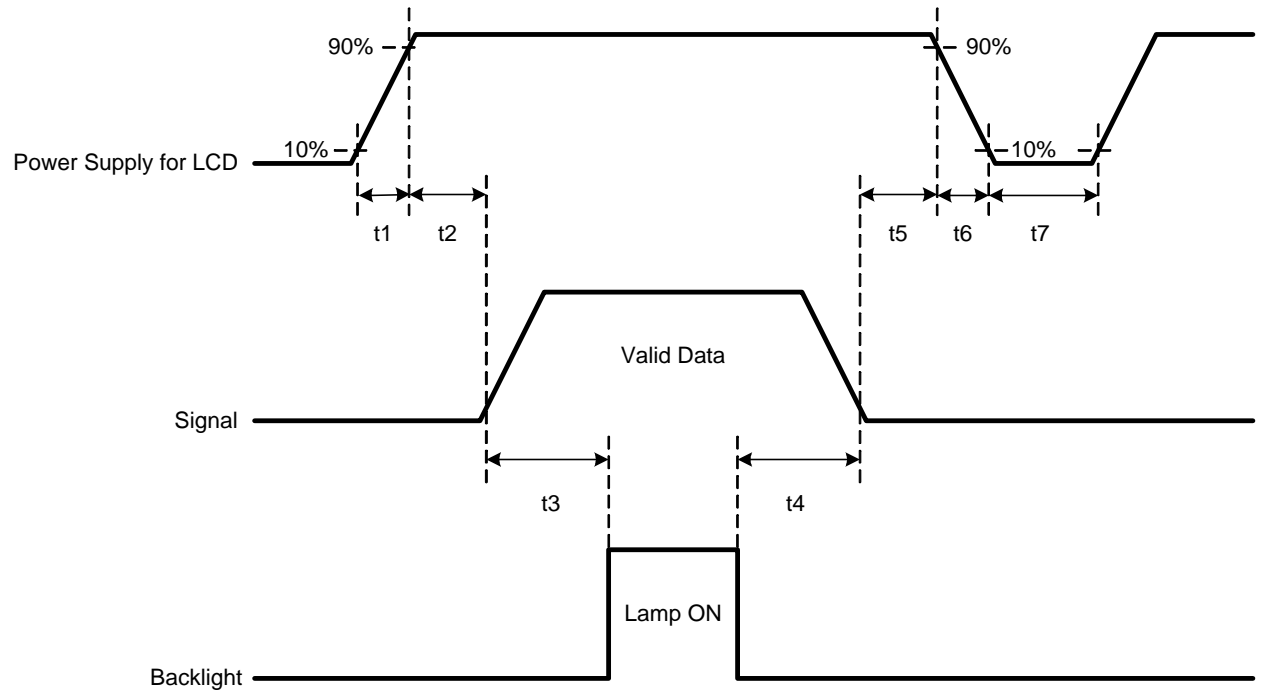 90%
90%
Power Supply for LCD
10%
10%
t1
t2
t5
t6
t7
Valid Data
Signal
t3
t4
Lamp ON
Backlight